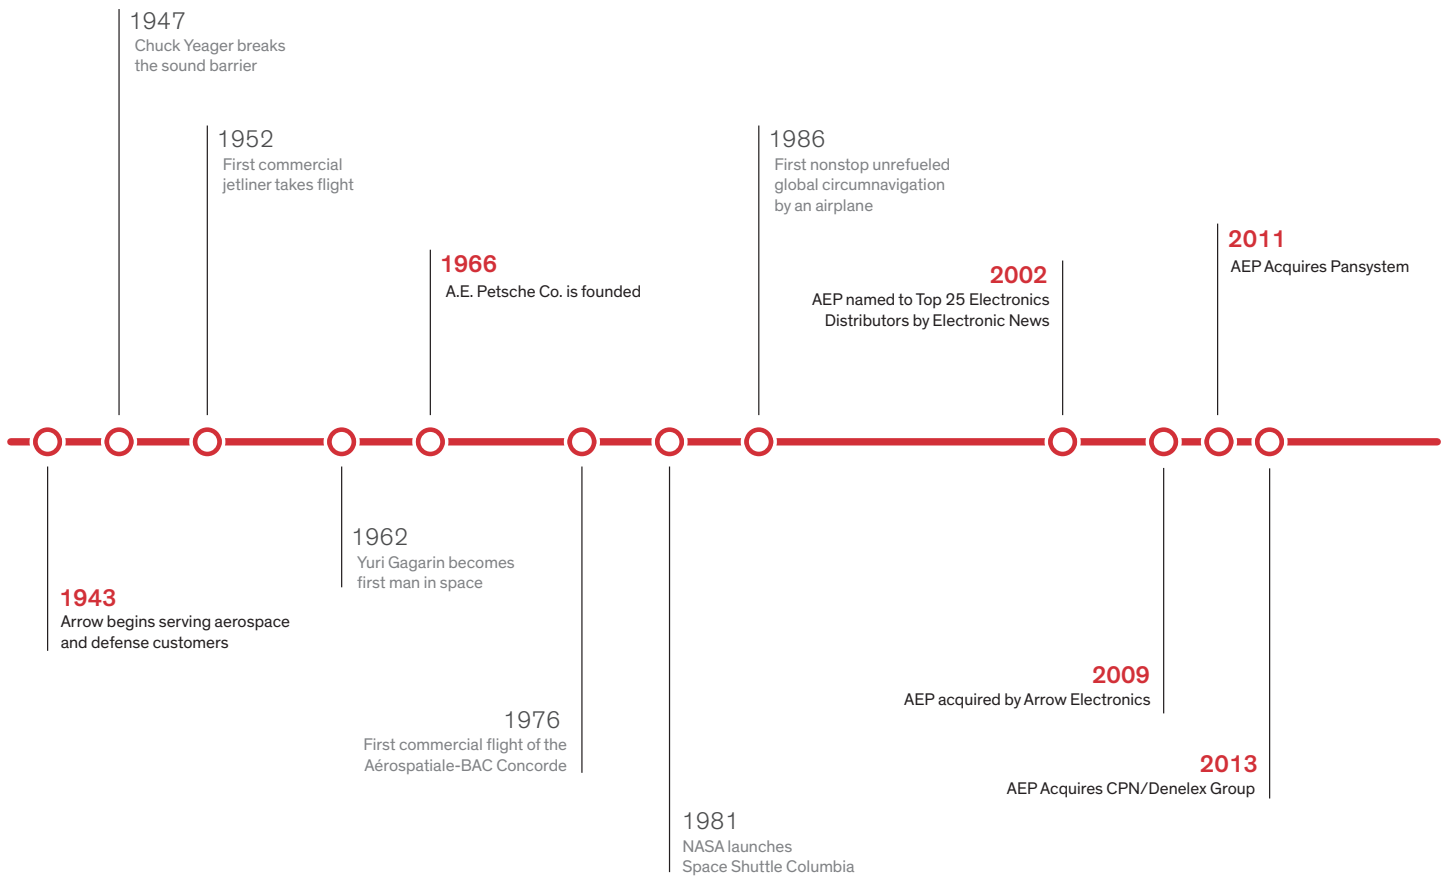 1947
Chuck Yeager breaks
the sound barrier
1952
First commercial
jetliner takes flight
1986
First nonstop unrefueled
global circumnavigation
by an airplane
1966
A.E. Petsche Co. is founded
2002
AEP named to Top 25 Electronics
Distributors by Electronic News
2011
AEP Acquires Pansystem
1943
Arrow begins serving aerospace
and defense customers
1962
Yuri Gagarin becomes
first man in space
1976
First commercial flight of the
Aérospatiale-BAC Concorde
1981
NASA launches
Space Shuttle Columbia
2009
AEP acquired by Arrow Electronics
2013
AEP Acquires CPN/Denelex Group